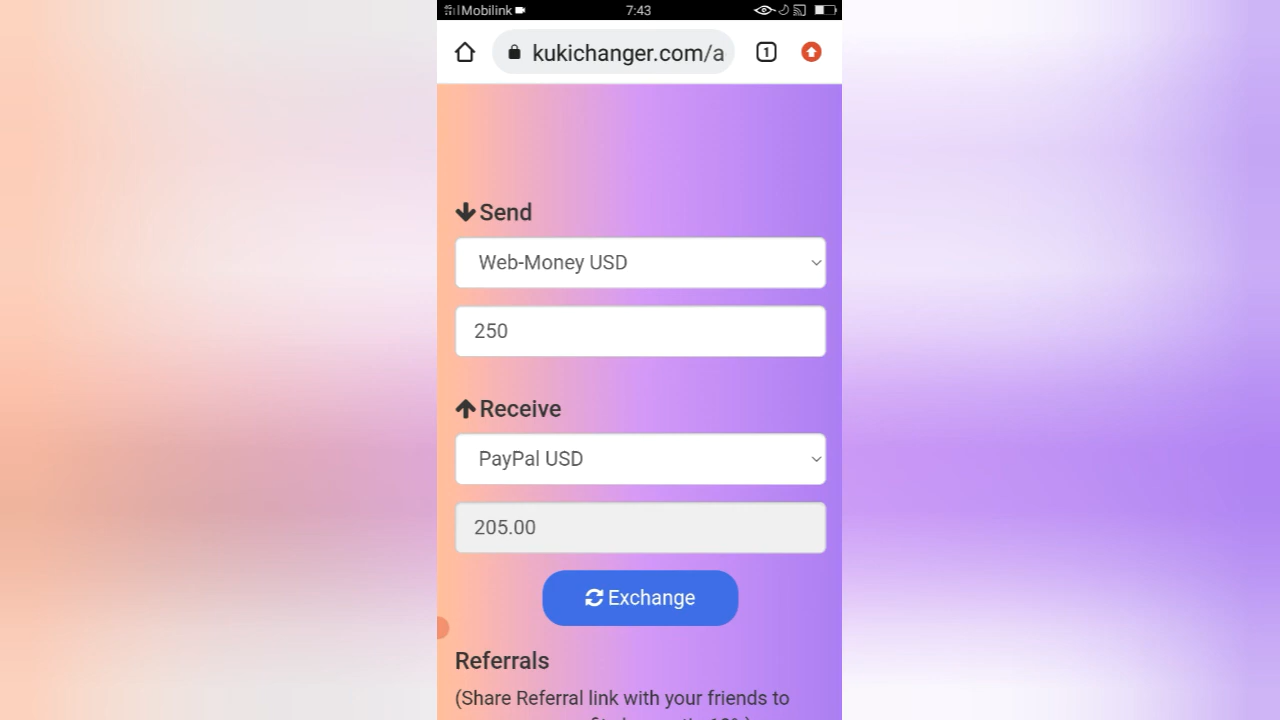 Mobilink 7:43
kukichanger.com/a 1
Send
Web-Money USD
250
Receive
PayPal USD
205.00
Exchange
Referrals
(Share Referral link with your friends to